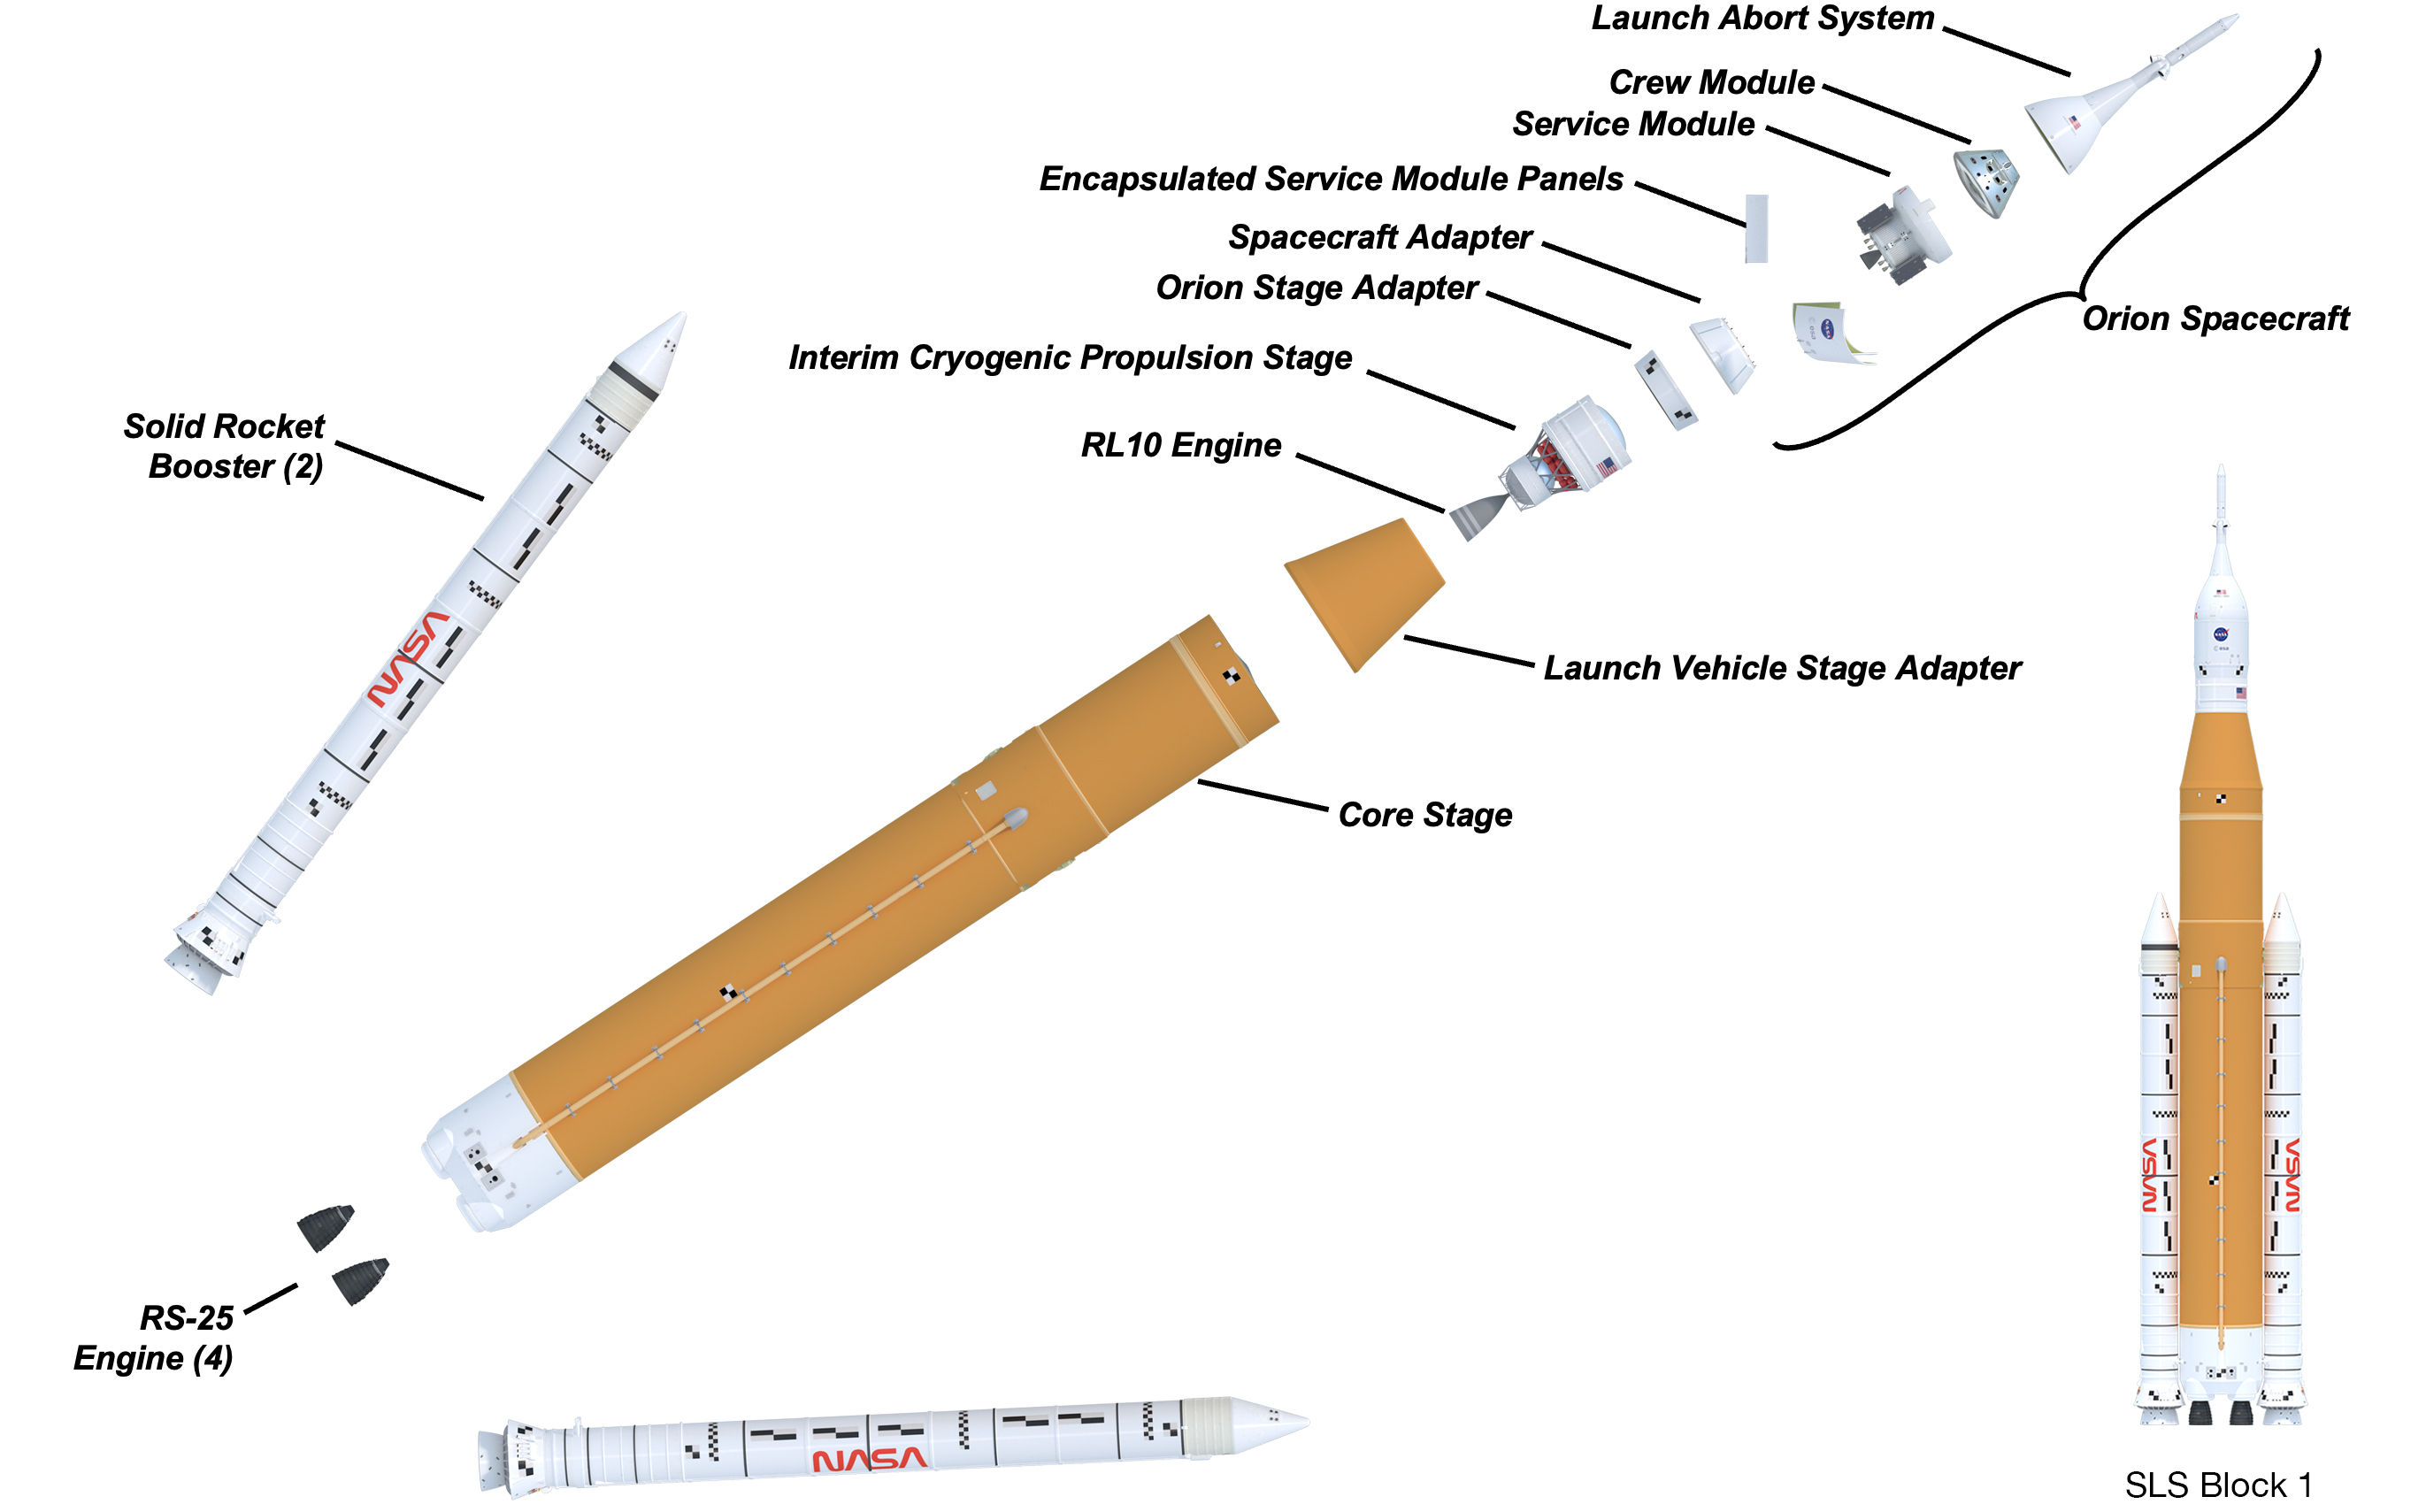 Launch Abort System
Crew Module
Service Module
Encapsulated Service Module Panels
Spacecraft Adapter
Orion Stage Adapter
Orion Spacecraft
Interim Cryogenic Propulsion Stage
Solid Rocket
Booster (2)
RL10 Engine
NASA
Launch Vehicle Stage Adapter
Core Stage
NASA
NASA
RS-25
Engine (4)
NASA
SLS Block 1